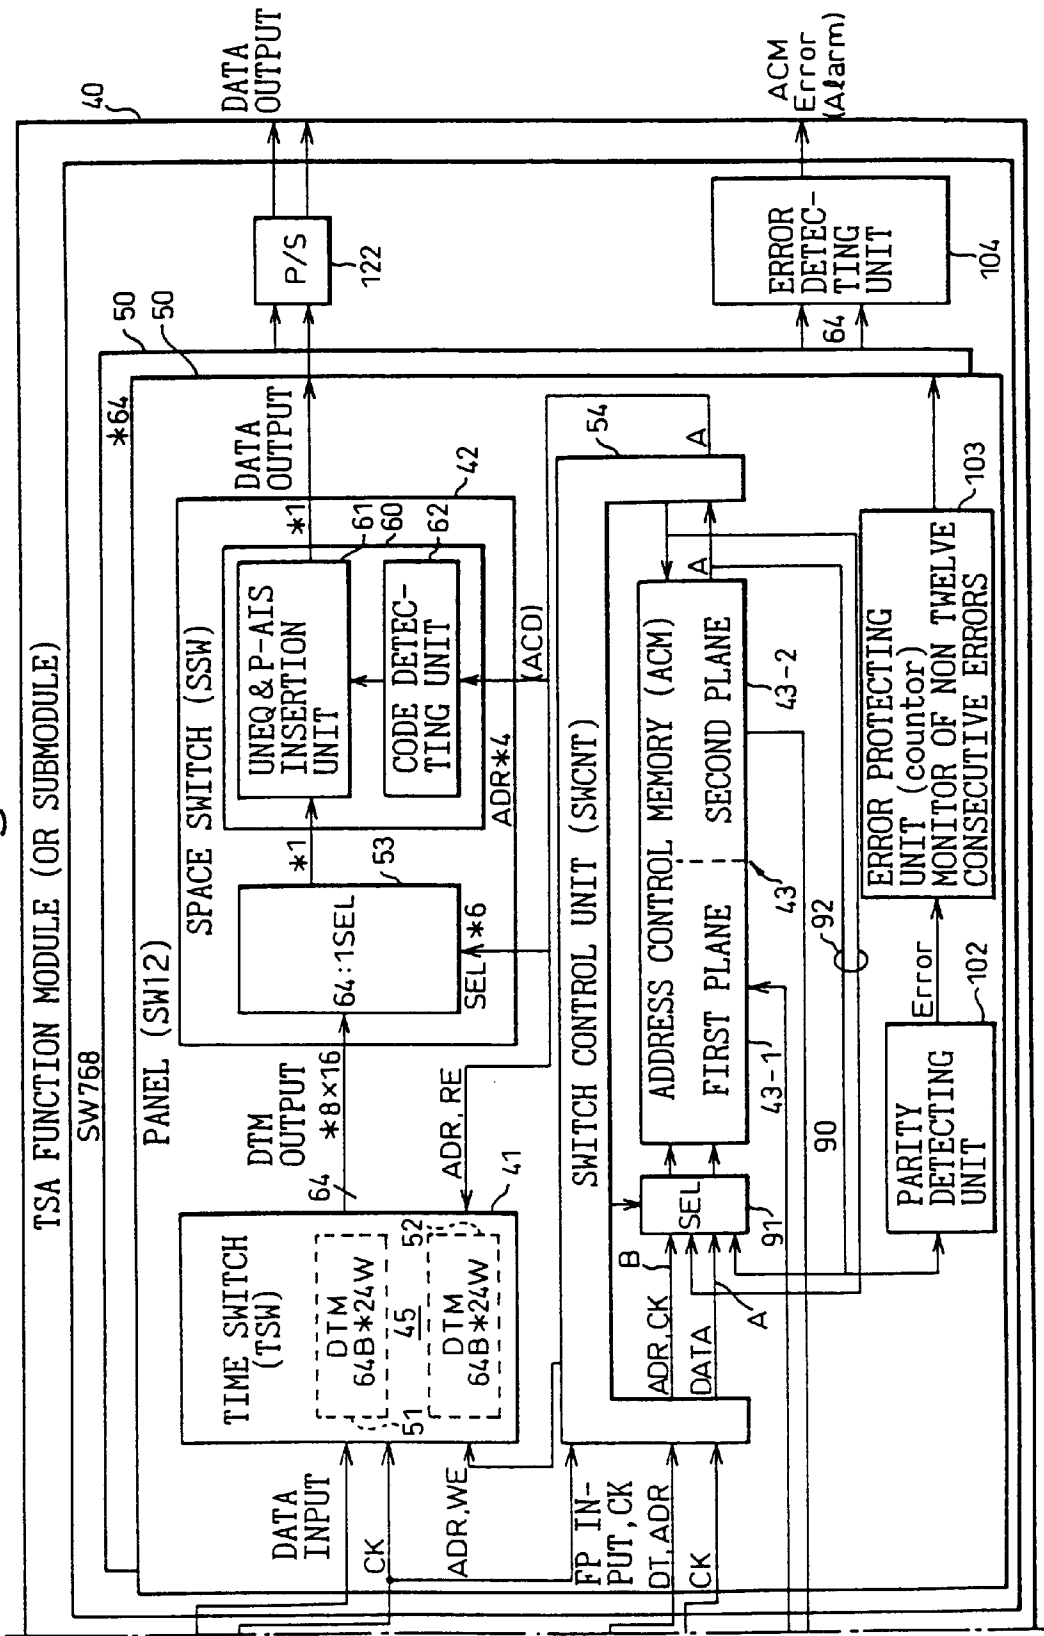 TSA FUNCTION MODULE (OR SUBMODULE)
40
SW768
*64
50
50
PANEL (SW12)
TIME SWITCH
(TSW)
DTM
64B*24W
45
DTM
64B*24W
51
52
41
DATA
INPUT
CK
ADR,WE
FP IN-
PUT,CK
DT,ADR
CK
64
DTM
OUTPUT
*8×16
ADR,RE
SPACE SWITCH (SSW)
64:1SEL
53
SEL
*6
*1
UNEQ&P-AIS
INSERTION
UNIT
CODE DETEC-
TING UNIT
61
60
62
42
*1
ADR*4
(ACD)
DATA
OUTPUT
P/S
122
DATA
OUTPUT
SWITCH CONTROL UNIT (SWCNT)
54
ADR,CK
B
DATA
A
SEL
91
ADDRESS CONTROL MEMORY (ACM)
FIRST PLANE
SECOND PLANE
43-1
43
43-2
A
A
90
92
PARITY
DETECTING
UNIT
102
Error
ERROR PROTECTING
UNIT (countor)
MONITOR OF NON TWELVE
CONSECUTIVE ERRORS
103
64
ERROR
DETEC-
TING
UNIT
104
ACM
Error
(Alarm)